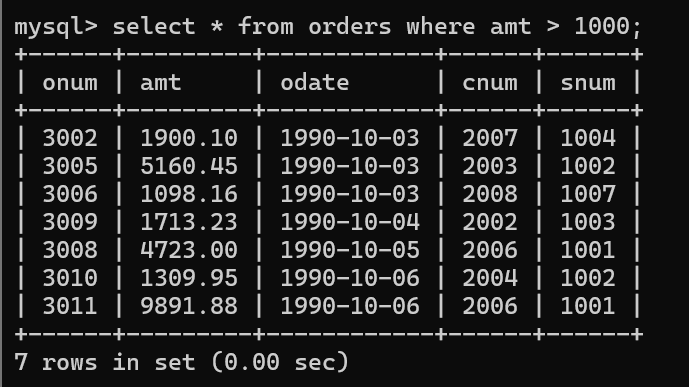 mysql> select * from orders where amt > 1000;
+------+---------+------------+------+------+
| onum | amt     | odate      | cnum | snum |
+------+---------+------------+------+------+
| 3002 | 1900.10 | 1990-10-03 | 2007 | 1004 |
| 3005 | 5160.45 | 1990-10-03 | 2003 | 1002 |
| 3006 | 1098.16 | 1990-10-03 | 2008 | 1007 |
| 3009 | 1713.23 | 1990-10-04 | 2002 | 1003 |
| 3008 | 4723.00 | 1990-10-05 | 2006 | 1001 |
| 3010 | 1309.95 | 1990-10-06 | 2004 | 1002 |
| 3011 | 9891.88 | 1990-10-06 | 2006 | 1001 |
+------+---------+------------+------+------+
7 rows in set (0.00 sec)